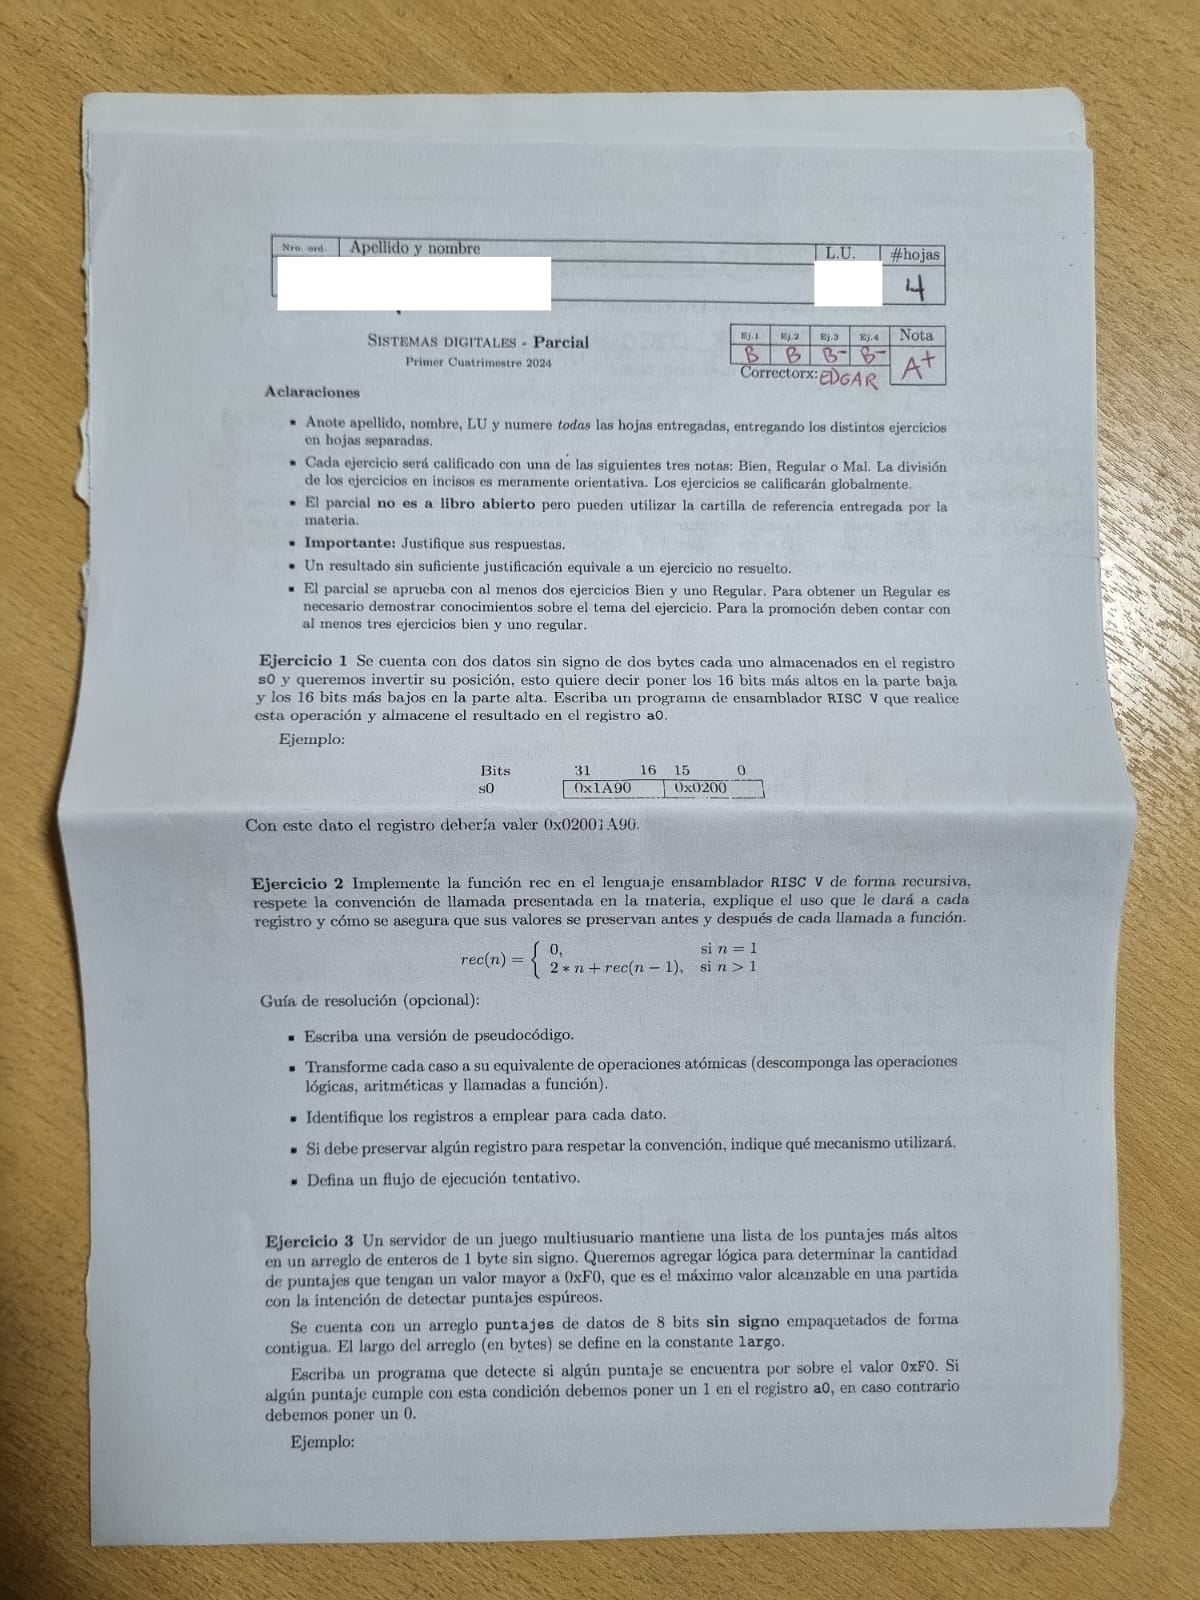 Nro. ord. Apellido y nombre L.U. #hojas
4
SISTEMAS DIGITALES - Parcial
Primer Cuatrimestre 2024
Ej.1 Ej.2 Ej.3 Ej.4 Nota
B B B- B- A+
Correctorx: EDGAR
Aclaraciones
▪ Anote apellido, nombre, LU y numere todas las hojas entregadas, entregando los distintos ejercicios
en hojas separadas.
▪ Cada ejercicio será calificado con una de las siguientes tres notas: Bien, Regular o Mal. La división
de los ejercicios en incisos es meramente orientativa. Los ejercicios se calificarán globalmente.
▪ El parcial no es a libro abierto pero pueden utilizar la cartilla de referencia entregada por la
materia.
▪ Importante: Justifique sus respuestas.
▪ Un resultado sin suficiente justificación equivale a un ejercicio no resuelto.
▪ El parcial se aprueba con al menos dos ejercicios Bien y uno Regular. Para obtener un Regular es
necesario demostrar conocimientos sobre el tema del ejercicio. Para la promoción deben contar con
al menos tres ejercicios bien y uno regular.
Ejercicio 1 Se cuenta con dos datos sin signo de dos bytes cada uno almacenados en el registro
s0 y queremos invertir su posición, esto quiere decir poner los 16 bits más altos en la parte baja
y los 16 bits más bajos en la parte alta. Escriba un programa de ensamblador RISC V que realice
esta operación y almacene el resultado en el registro a0.
Ejemplo:
Bits 31 16 15 0
s0 0x1A90 0x0200
Con este dato el registro debería valer 0x02001A90.
Ejercicio 2 Implemente la función rec en el lenguaje ensamblador RISC V de forma recursiva,
respete la convención de llamada presentada en la materia, explique el uso que le dará a cada
registro y cómo se asegura que sus valores se preservan antes y después de cada llamada a función.
rec(n) = { 0, si n = 1
2 * n + rec(n − 1), si n > 1
Guía de resolución (opcional):
▪ Escriba una versión de pseudocódigo.
▪ Transforme cada caso a su equivalente de operaciones atómicas (descomponga las operaciones
lógicas, aritméticas y llamadas a función).
▪ Identifique los registros a emplear para cada dato.
▪ Si debe preservar algún registro para respetar la convención, indique qué mecanismo utilizará.
▪ Defina un flujo de ejecución tentativo.
Ejercicio 3 Un servidor de un juego multiusuario mantiene una lista de los puntajes más altos
en un arreglo de enteros de 1 byte sin signo. Queremos agregar lógica para determinar la cantidad
de puntajes que tengan un valor mayor a 0xF0, que es el máximo valor alcanzable en una partida
con la intención de detectar puntajes espúreos.
Se cuenta con un arreglo puntajes de datos de 8 bits sin signo empaquetados de forma
contigua. El largo del arreglo (en bytes) se define en la constante largo.
Escriba un programa que detecte si algún puntaje se encuentra por sobre el valor 0xF0. Si
algún puntaje cumple con esta condición debemos poner un 1 en el registro a0, en caso contrario
debemos poner un 0.
Ejemplo: